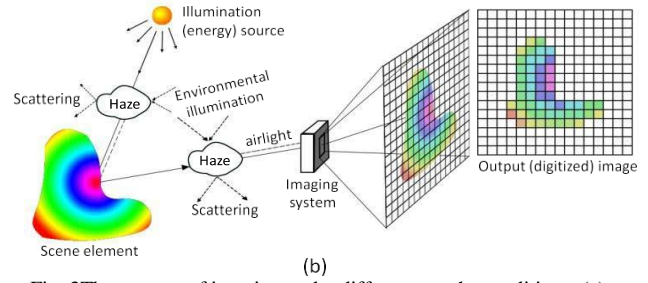 Illumination
(energy) source
Scattering
Haze
Environmental
illumination
airlight
Haze
Scattering
Imaging
system
Output (digitized) image
Scene element
(b)